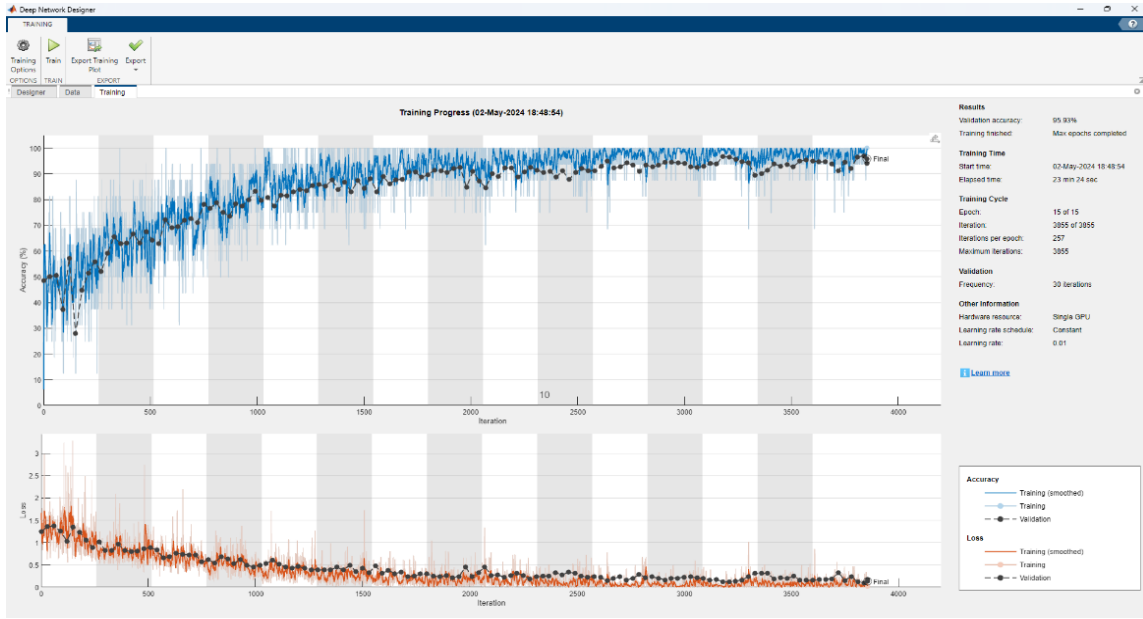 Deep Network Designer
TRAINING
Training Options
Train
Export Training Plot
Export
OPTIONS
TRAIN
EXPORT
Designer
Data
Training
Training Progress (02-May-2024 18:48:54)
Accuracy (%)
100
90
80
70
60
50
40
30
20
10
0
Final
10
0
500
1000
1500
2000
2500
3000
3500
4000
Iteration
Loss
3
2.5
2
1.5
1
0.5
0
Final
0
500
1000
1500
2000
2500
3000
3500
4000
Iteration
Results
Validation accuracy: 95.93%
Training finished: Max epochs completed
Training Time
Start time: 02-May-2024 18:48:54
Elapsed time: 23 min 24 sec
Training Cycle
Epoch: 15 of 15
Iteration: 3855 of 3855
Iterations per epoch: 257
Maximum iterations: 3855
Validation
Frequency: 30 iterations
Other Information
Hardware resource: Single GPU
Learning rate schedule: Constant
Learning rate: 0.01
i Learn more
Accuracy
Training (smoothed)
Training
Validation
Loss
Training (smoothed)
Training
Validation